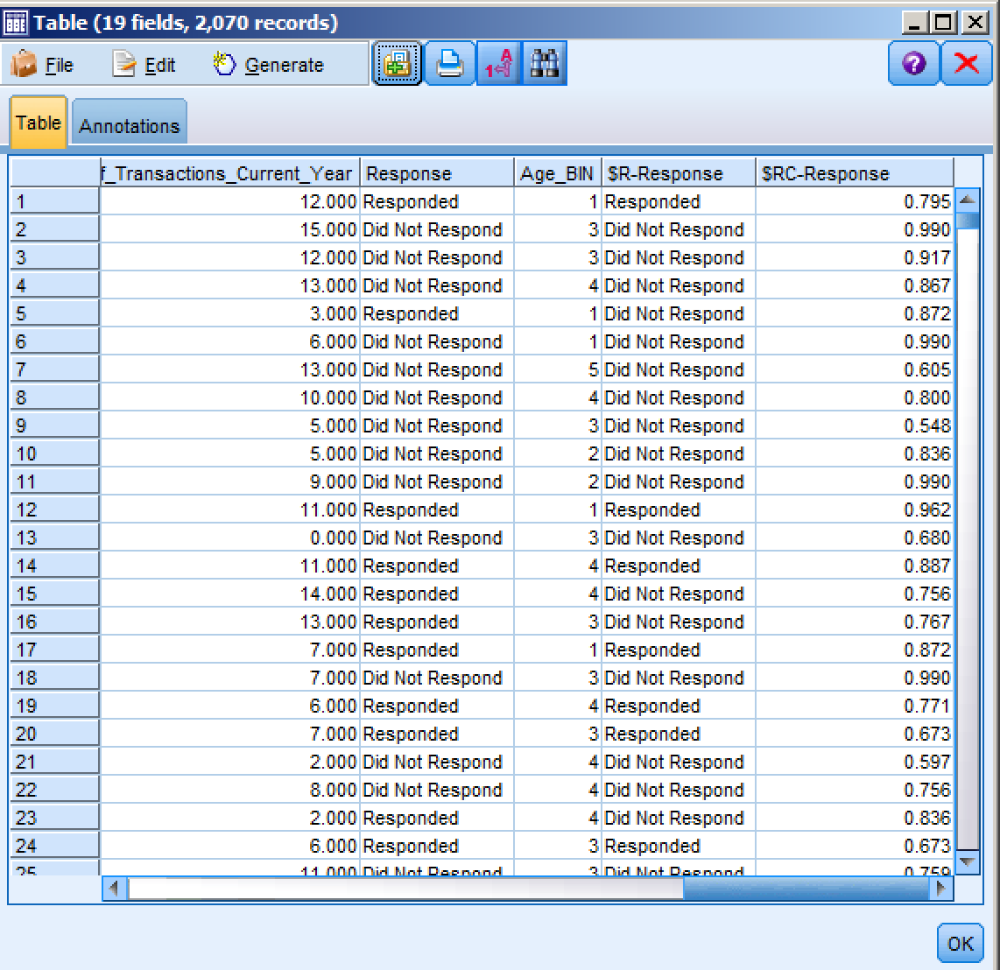 Table (19 fields, 2,070 records)
File Edit Generate
Table Annotations
f_Transactions_Current_Year Response Age_BIN $R-Response $RC-Response
1 12.000 Responded 1 Responded 0.795
2 15.000 Did Not Respond 3 Did Not Respond 0.990
3 12.000 Did Not Respond 3 Did Not Respond 0.917
4 13.000 Did Not Respond 4 Did Not Respond 0.867
5 3.000 Responded 1 Did Not Respond 0.872
6 6.000 Did Not Respond 1 Did Not Respond 0.990
7 13.000 Did Not Respond 5 Did Not Respond 0.605
8 10.000 Did Not Respond 4 Did Not Respond 0.800
9 5.000 Did Not Respond 3 Did Not Respond 0.548
10 5.000 Did Not Respond 2 Did Not Respond 0.836
11 9.000 Did Not Respond 2 Did Not Respond 0.990
12 11.000 Responded 1 Responded 0.962
13 0.000 Did Not Respond 3 Did Not Respond 0.680
14 11.000 Responded 4 Responded 0.887
15 14.000 Responded 4 Did Not Respond 0.756
16 13.000 Responded 3 Did Not Respond 0.767
17 7.000 Responded 1 Responded 0.872
18 7.000 Did Not Respond 3 Did Not Respond 0.990
19 6.000 Responded 4 Responded 0.771
20 7.000 Responded 3 Responded 0.673
21 2.000 Did Not Respond 4 Did Not Respond 0.597
22 8.000 Did Not Respond 4 Did Not Respond 0.756
23 2.000 Responded 4 Did Not Respond 0.836
24 6.000 Responded 3 Responded 0.673
25 11.000 Did Not Respond 3 Did Not Respond 0.759
OK